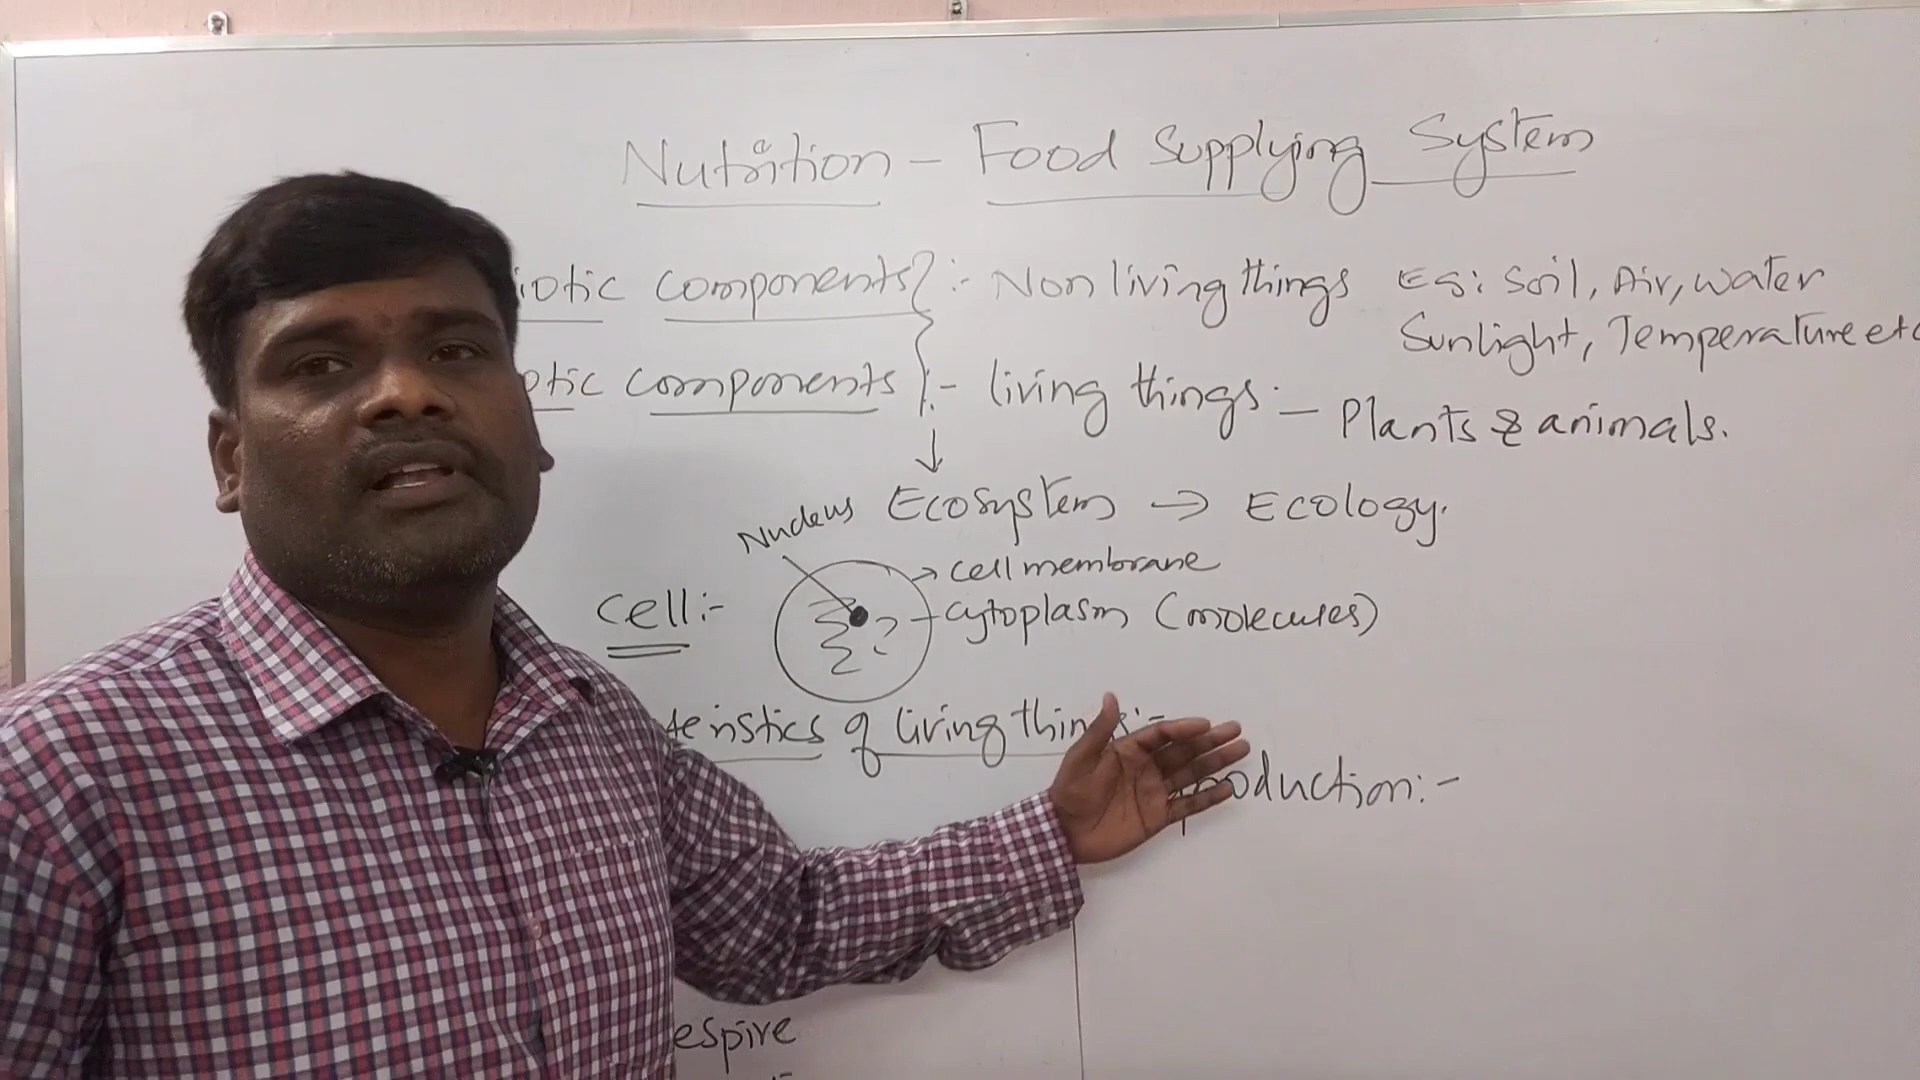 Nutrition - Food Supplying System
iotic components :- Non living things Eg: Soil, Air, water
Sunlight, Temperature etc
otic components :- living things - Plants & animals.
Ecosystem → Ecology.
Nucleus
cell membrane
Cell:-
cytoplasm (molecules)
teristics of living things:-
production:-
espire